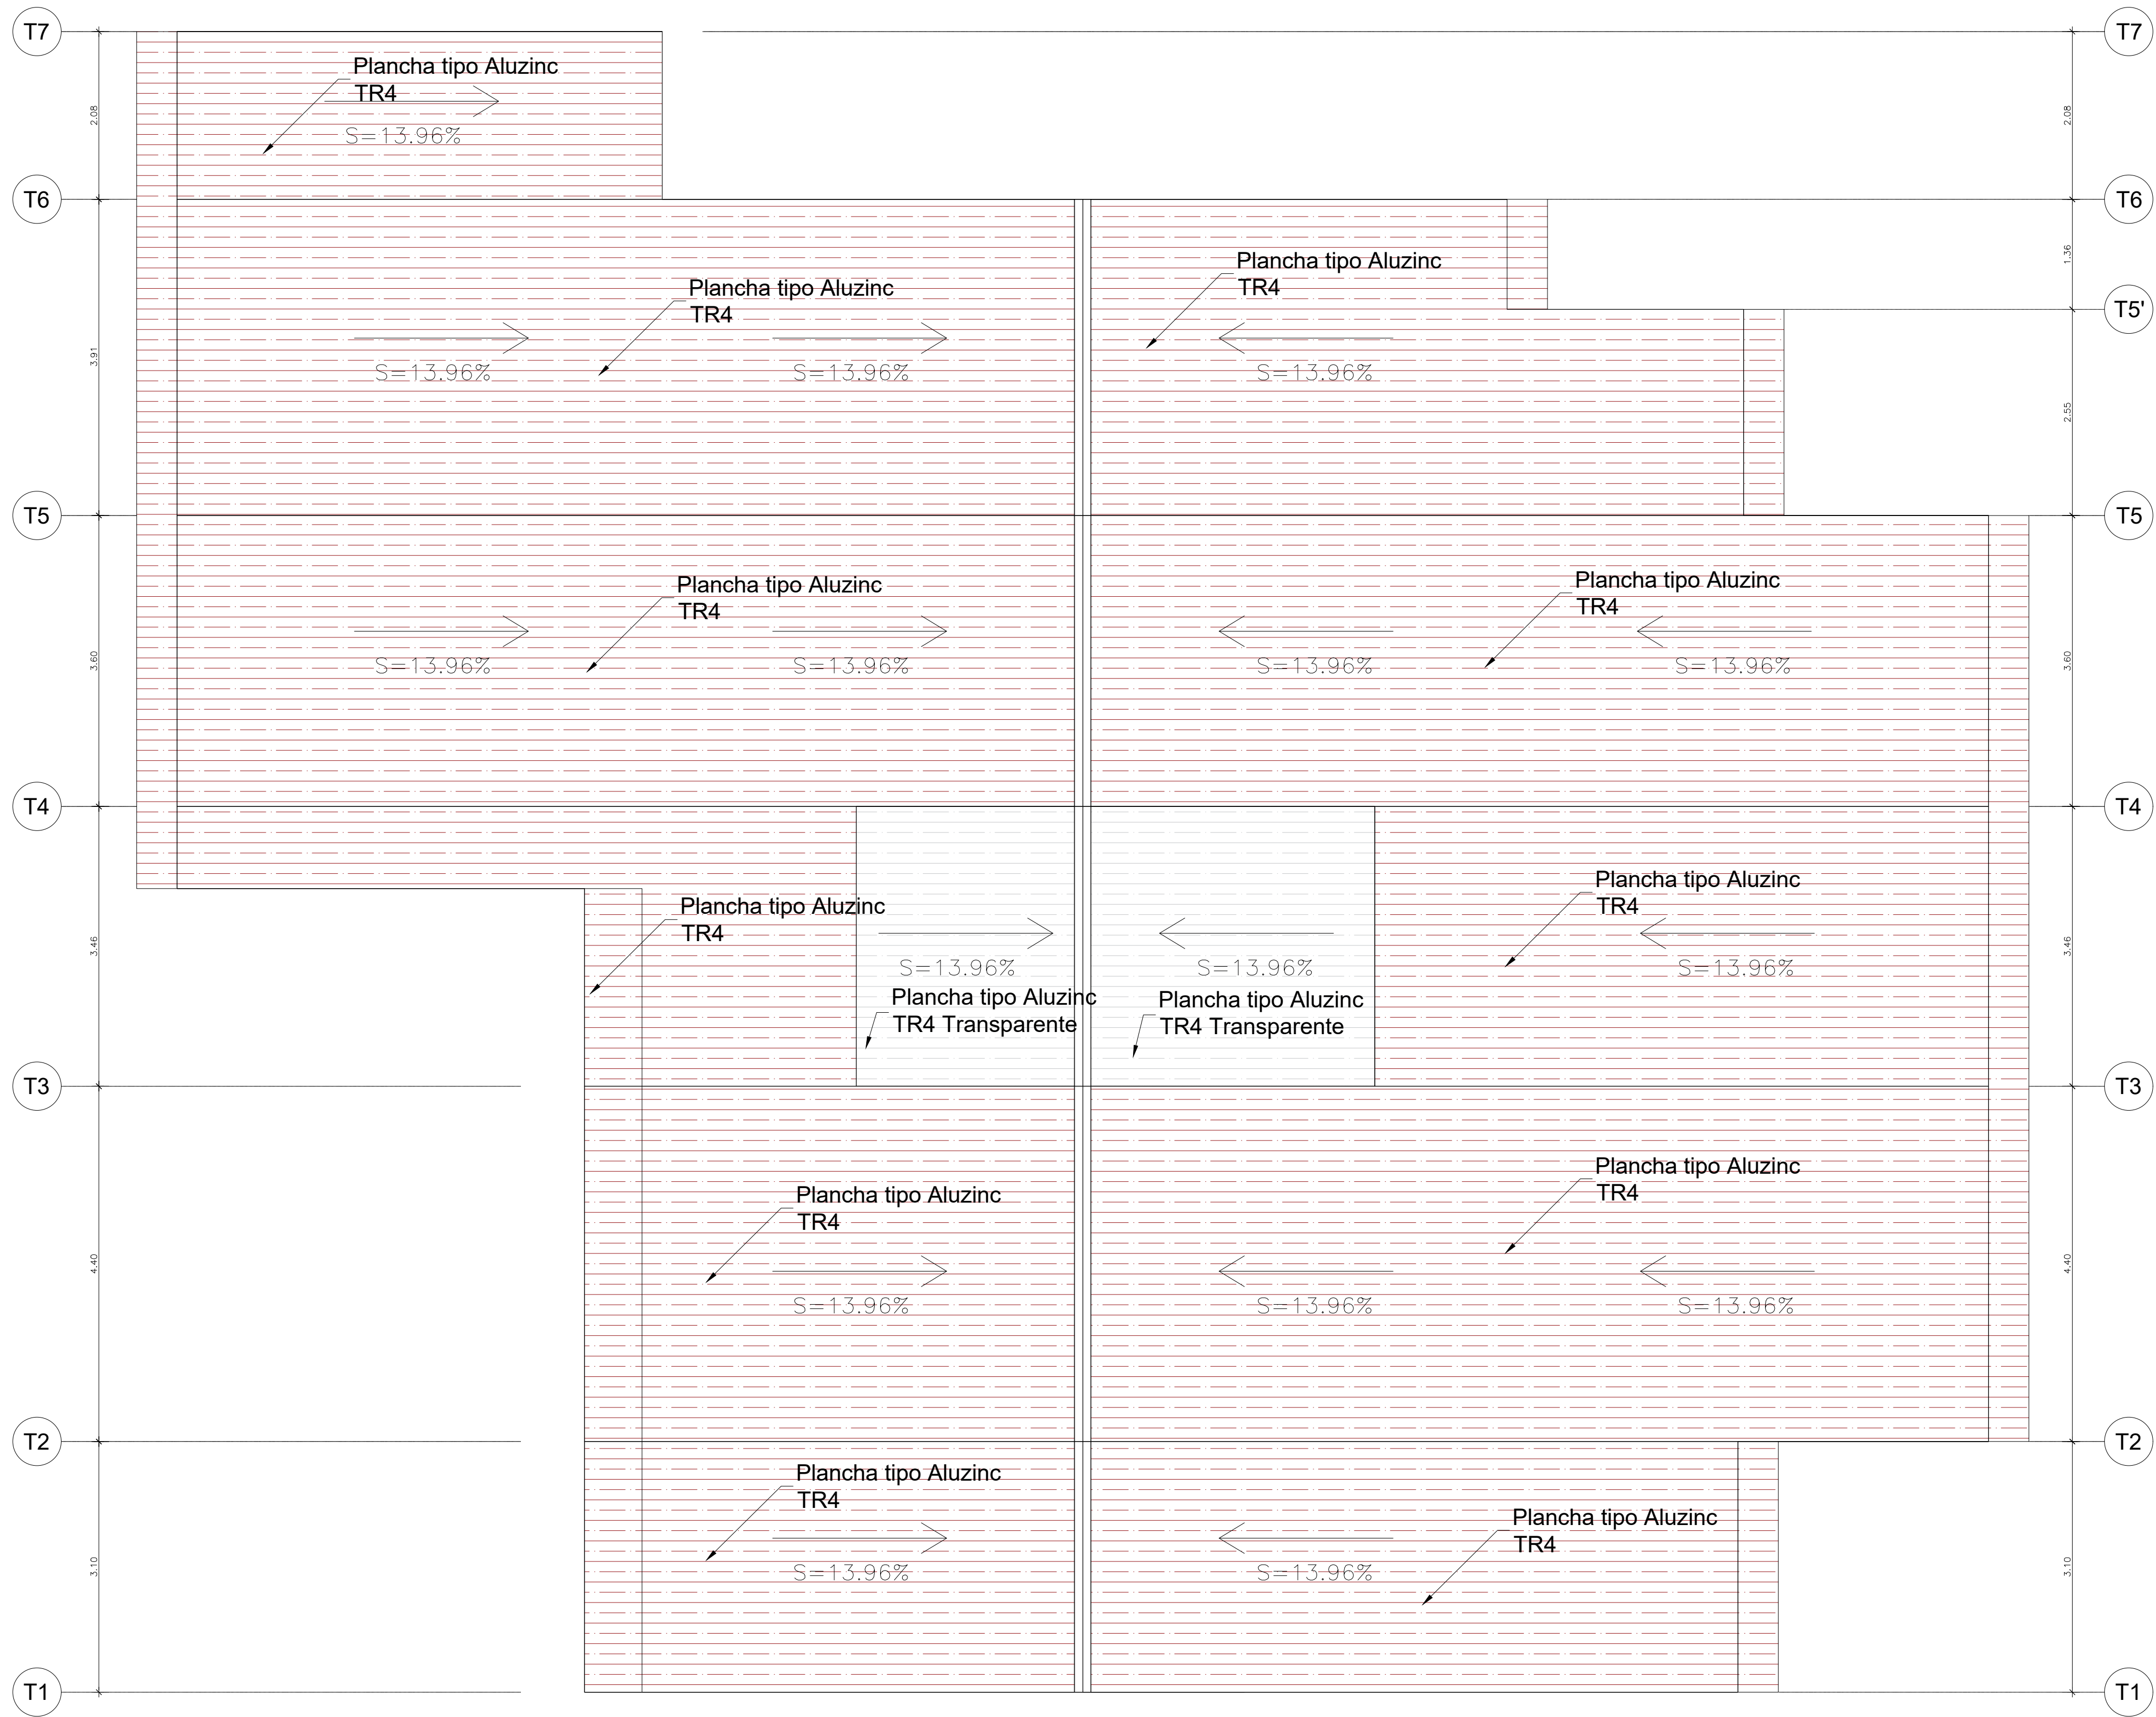 T7
T7
Plancha tipo Aluzinc
TR4
S=13.96%
2.08
2.08
T6
T6
Plancha tipo Aluzinc
TR4
1.36
Plancha tipo Aluzinc
TR4
T5'
3.91
S=13.96%
S=13.96%
S=13.96%
2.55
T5
T5
Plancha tipo Aluzinc
TR4
Plancha tipo Aluzinc
TR4
3.60
S=13.96%
S=13.96%
S=13.96%
S=13.96%
3.60
T4
T4
Plancha tipo Aluzinc
TR4
Plancha tipo Aluzinc
TR4
3.46
S=13.96%
S=13.96%
S=13.96%
3.46
Plancha tipo Aluzinc
TR4 Transparente
Plancha tipo Aluzinc
TR4 Transparente
T3
T3
Plancha tipo Aluzinc
TR4
Plancha tipo Aluzinc
TR4
4.40
S=13.96%
S=13.96%
S=13.96%
4.40
T2
T2
Plancha tipo Aluzinc
TR4
Plancha tipo Aluzinc
TR4
3.10
S=13.96%
S=13.96%
3.10
T1
T1